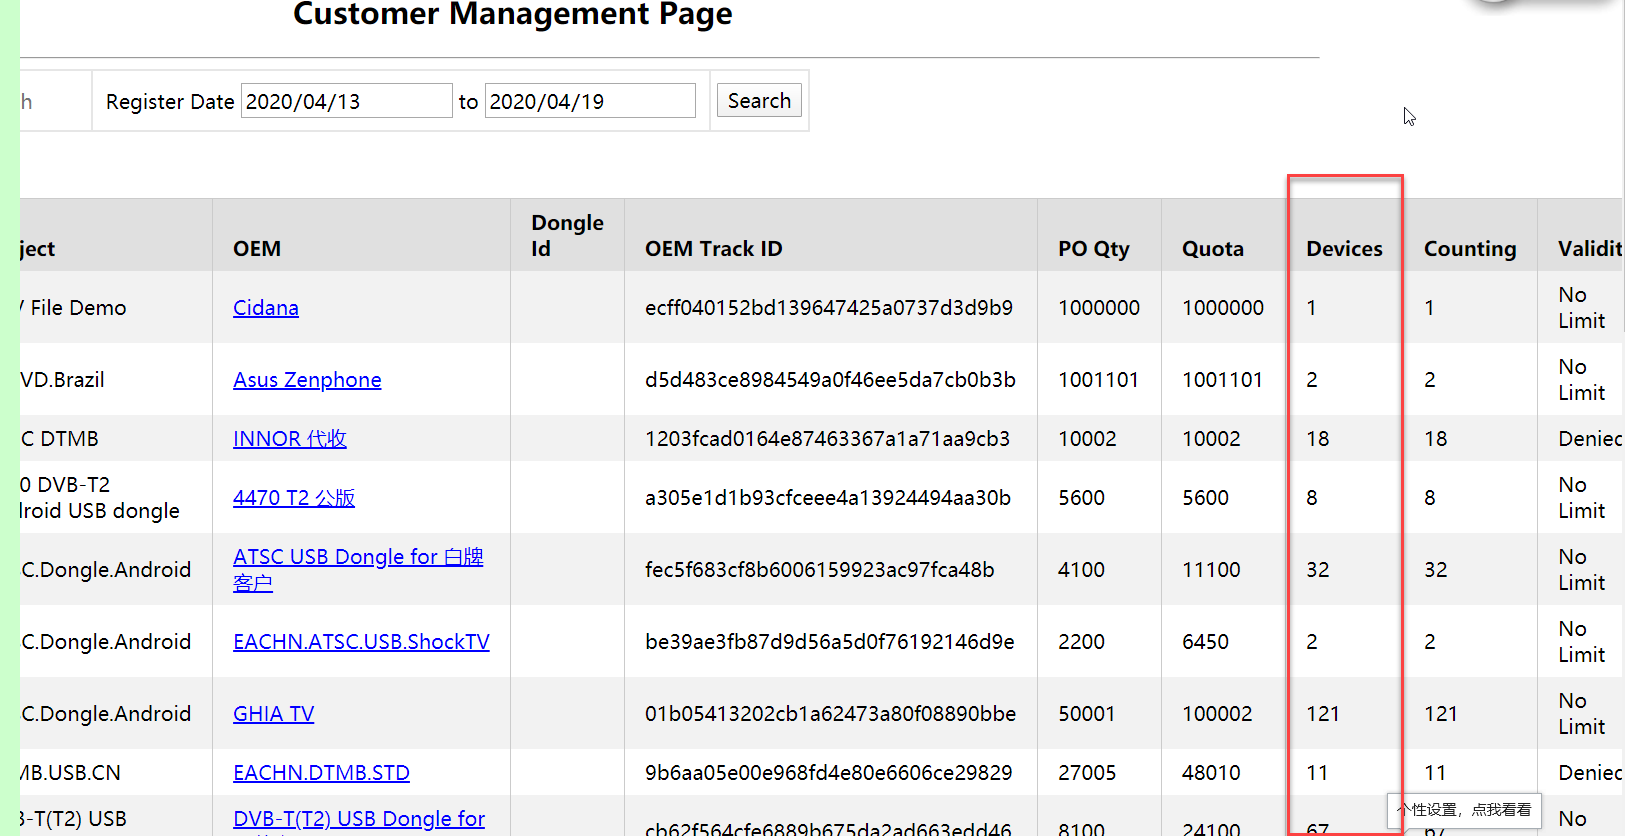 Customer Management Page
h Register Date 2020/04/13 to 2020/04/19 Search
ject OEM Dongle Id OEM Track ID PO Qty Quota Devices Counting Validit
/ File Demo Cidana ecff040152bd139647425a0737d3d9b9 1000000 1000000 1 1 No Limit
VD.Brazil Asus Zenphone d5d483ce8984549a0f46ee5da7cb0b3b 1001101 1001101 2 2 No Limit
C DTMB INNOR 代收 1203fcad0164e87463367a1a71aa9cb3 10002 10002 18 18 Denied
0 DVB-T2
droid USB dongle 4470 T2 公版 a305e1d1b93cfceee4a13924494aa30b 5600 5600 8 8 No Limit
C.Dongle.Android ATSC USB Dongle for 白牌
客户 fec5f683cf8b6006159923ac97fca48b 4100 11100 32 32 No Limit
C.Dongle.Android EACHN.ATSC.USB.ShockTV be39ae3fb87d9d56a5d0f76192146d9e 2200 6450 2 2 No Limit
C.Dongle.Android GHIA TV 01b05413202cb1a62473a80f08890bbe 50001 100002 121 121 No Limit
MB.USB.CN EACHN.DTMB.STD 9b6aa05e00e968fd4e80e6606ce29829 27005 48010 11 11 Denied
3-T(T2) USB DVB-T(T2) USB Dongle for cb62f564cfe6889b675da2ad663edd46 8100 24100 67 67 No
个性设置，点我看看